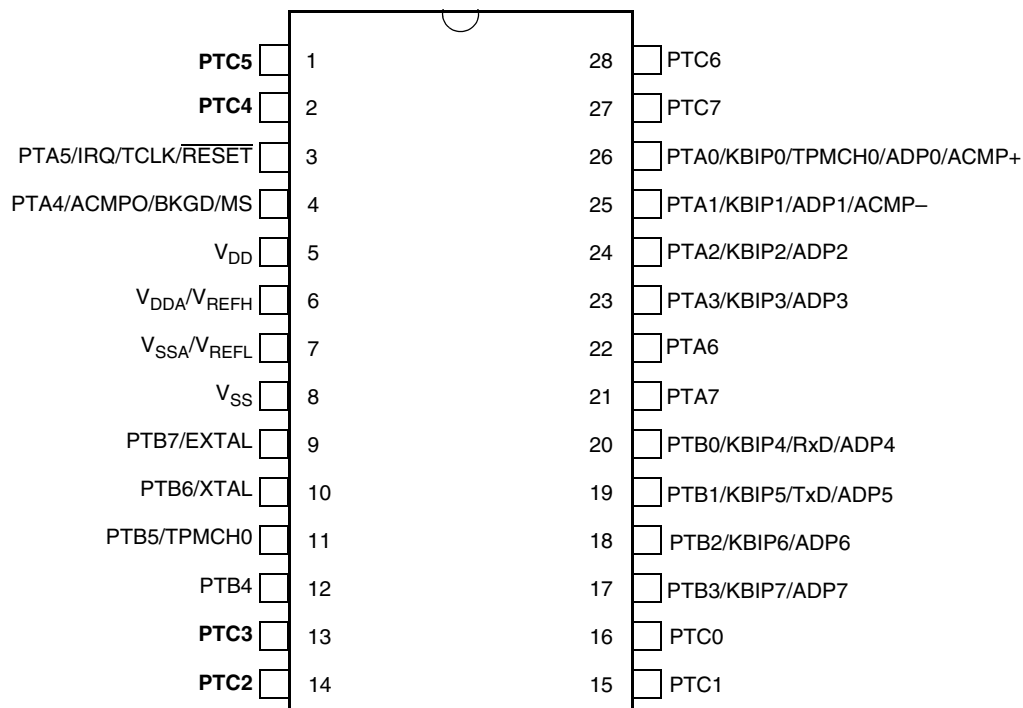 PTC5 1 28 PTC6
PTC4 2 27 PTC7
PTA5/IRQ/TCLK/RESET 3 26 PTA0/KBIP0/TPMCH0/ADP0/ACMP+
PTA4/ACMPO/BKGD/MS 4 25 PTA1/KBIP1/ADP1/ACMP–
VDD 5 24 PTA2/KBIP2/ADP2
VDDA/VREFH 6 23 PTA3/KBIP3/ADP3
VSSA/VREFL 7 22 PTA6
VSS 8 21 PTA7
PTB7/EXTAL 9 20 PTB0/KBIP4/RxD/ADP4
PTB6/XTAL 10 19 PTB1/KBIP5/TxD/ADP5
PTB5/TPMCH0 11 18 PTB2/KBIP6/ADP6
PTB4 12 17 PTB3/KBIP7/ADP7
PTC3 13 16 PTC0
PTC2 14 15 PTC1